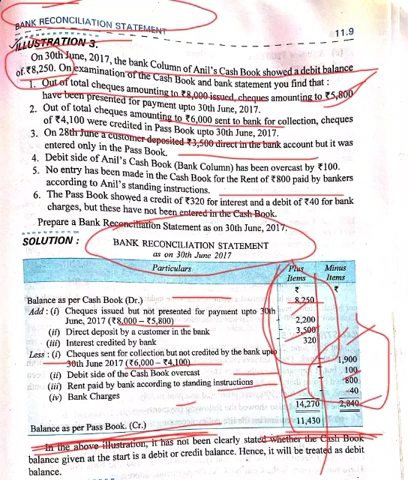 BANK RECONCILIATION STATEMENT
11.9
ILLUSTRATION 3.
On 30th June, 2017, the bank Column of Anil's Cash Book showed a debit balance
of ₹8,250. On examination of the Cash Book and bank statement you find that :
1. Out of total cheques amounting to ₹8,000 issued, cheques amounting to ₹5,800
have been presented for payment upto 30th June, 2017.
2. Out of total cheques amounting to ₹6,000 sent to bank for collection, cheques
of ₹4,100 were credited in Pass Book upto 30th June, 2017.
3. On 28th June a customer deposited ₹3,500 direct in the bank account but it was
entered only in the Pass Book.
4. Debit side of Anil's Cash Book (Bank Column) has been overcast by ₹100.
5. No entry has been made in the Cash Book for the Rent of ₹800 paid by bankers
according to Anil's standing instructions.
6. The Pass Book showed a credit of ₹320 for interest and a debit of ₹40 for bank
charges, but these have not been entered in the Cash Book.
Prepare a Bank Reconciliation Statement as on 30th June, 2017.
SOLUTION :
BANK RECONCILIATION STATEMENT
as on 30th June 2017
Particulars Plus Items Minus Items
₹ ₹
Balance as per Cash Book (Dr.) 8,250
Add : (i) Cheques issued but not presented for payment upto 30th
June, 2017 (₹8,000 – ₹5,800) 2,200
(ii) Direct deposit by a customer in the bank 3,500
(iii) Interest credited by bank 320
Less : (i) Cheques sent for collection but not credited by the bank upto
30th June 2017 (₹6,000 – ₹4,100) 1,900
(ii) Debit side of the Cash Book overcast 100
(iii) Rent paid by bank according to standing instructions 800
(iv) Bank Charges 40
14,270 2,840
Balance as per Pass Book. (Cr.) 11,430
In the above illustration, it has not been clearly stated whether the Cash Book
balance given at the start is a debit or credit balance. Hence, it will be treated as debit
balance.